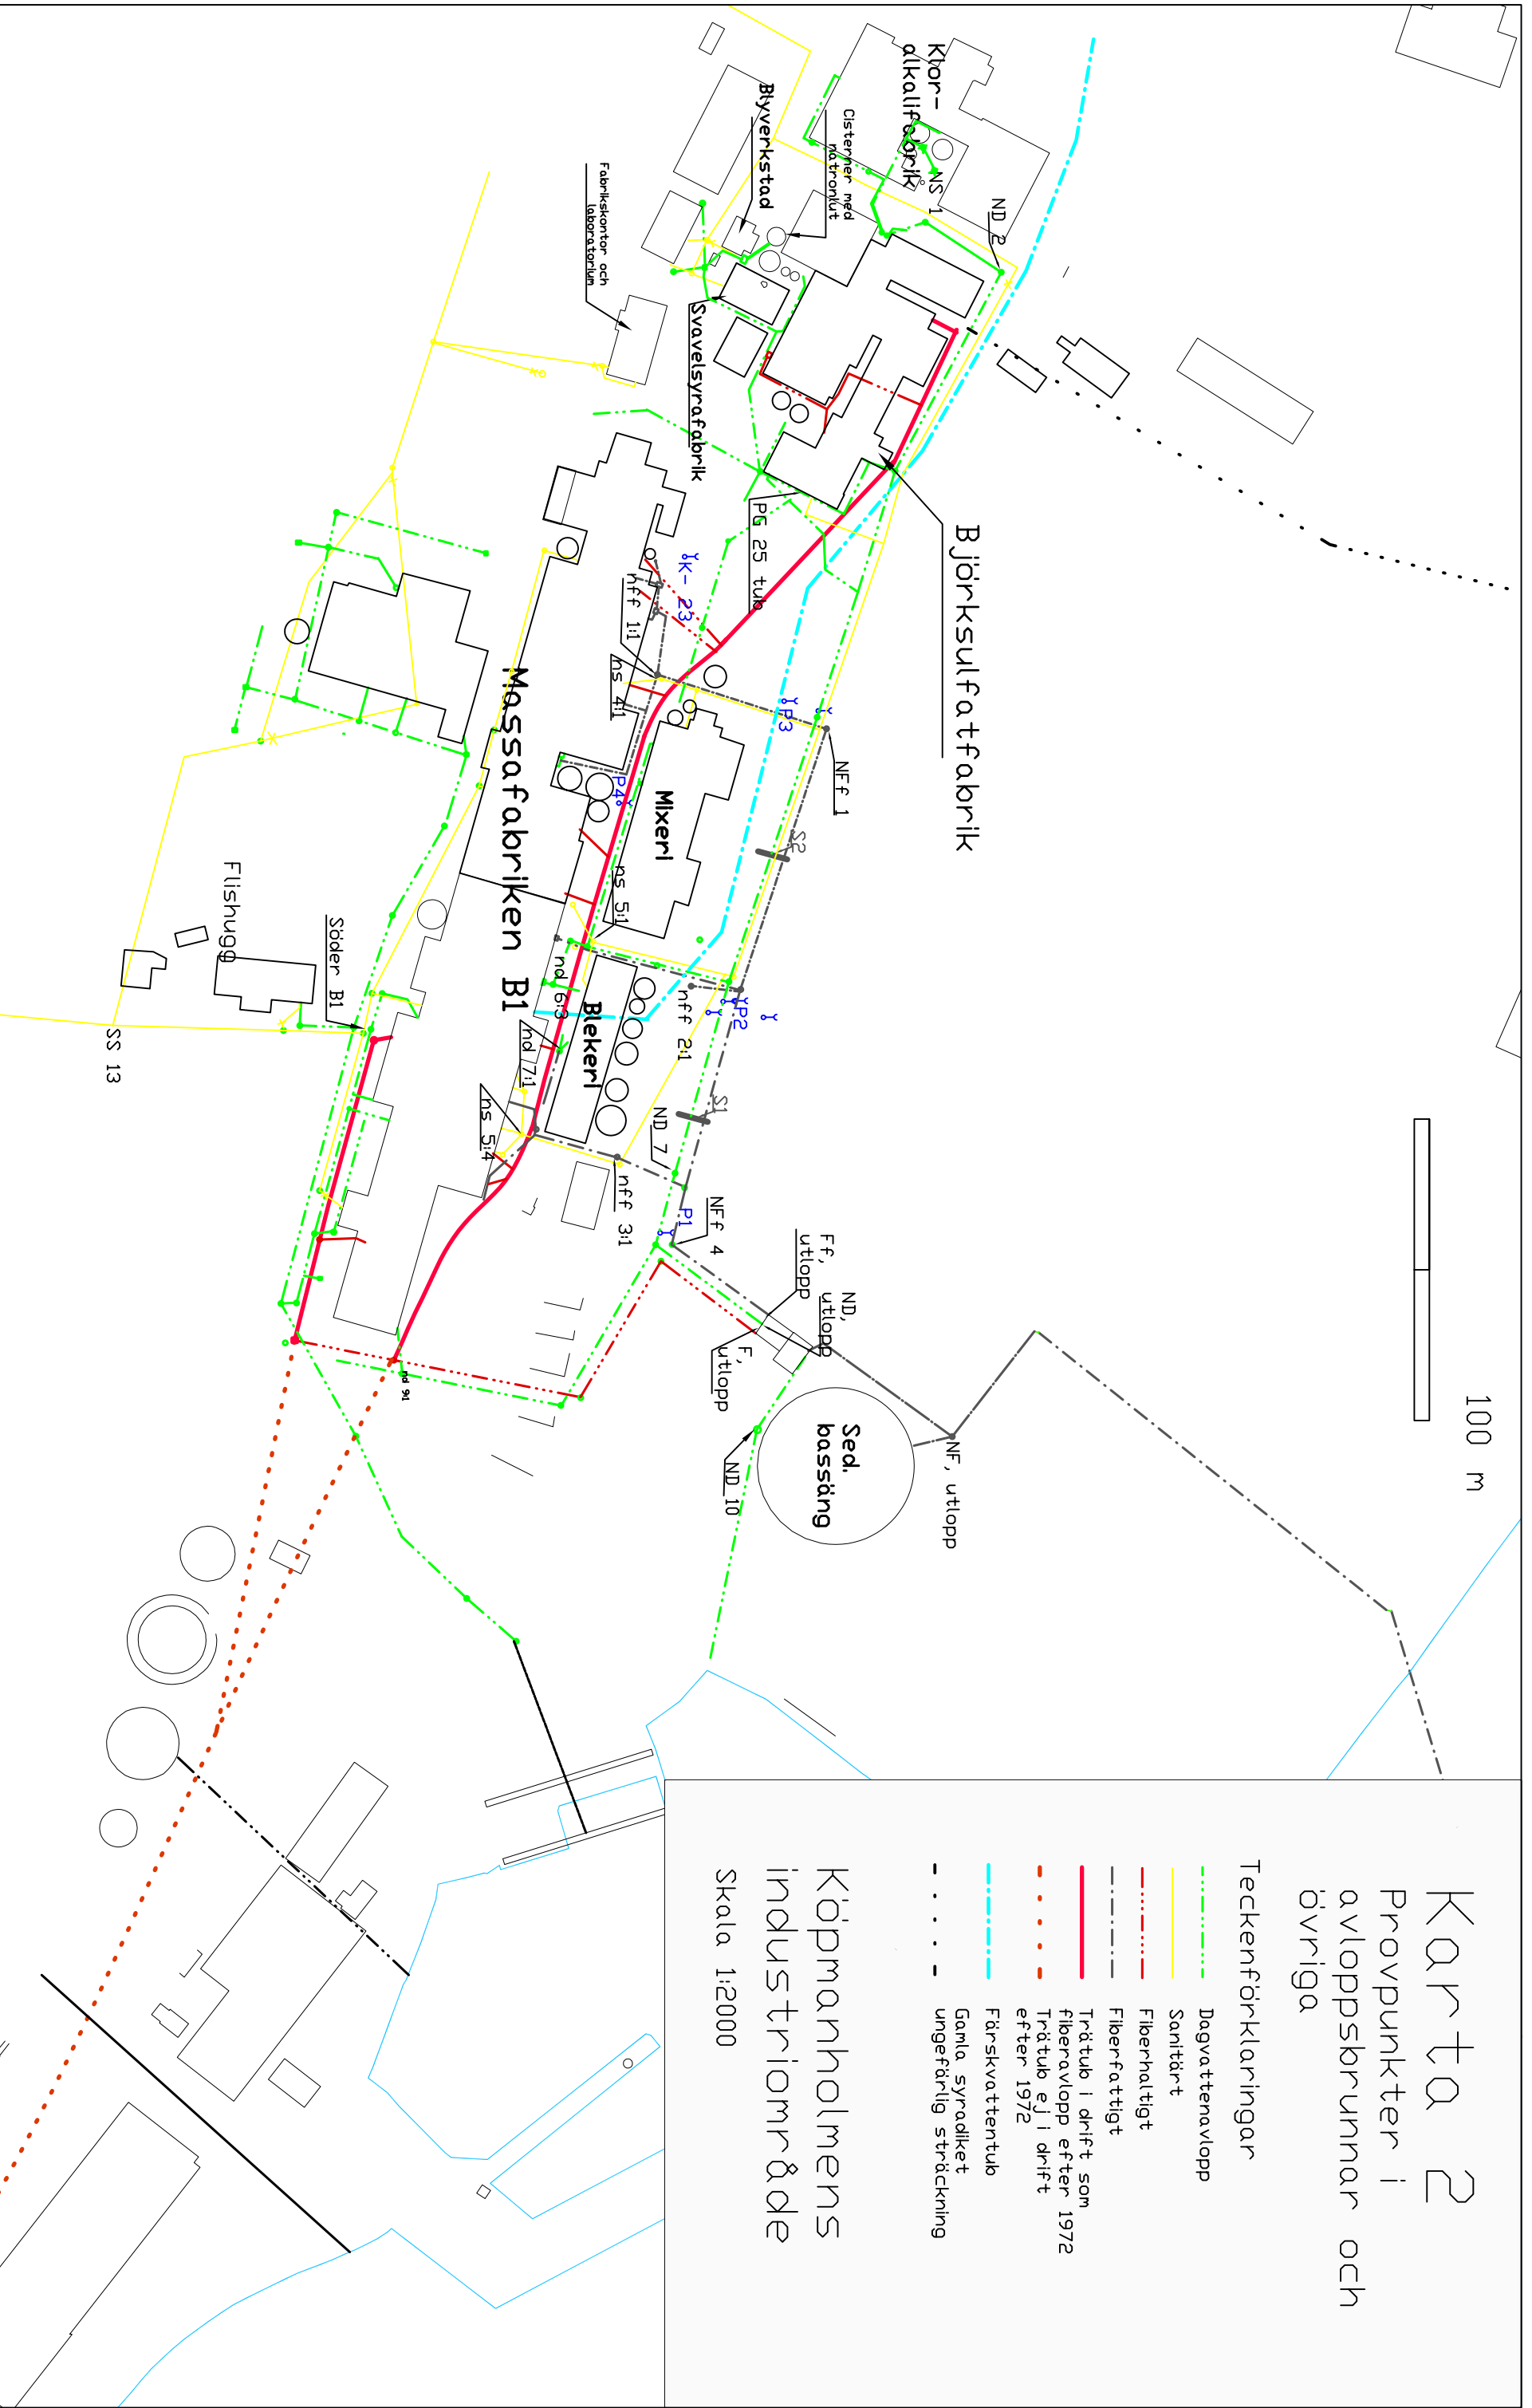 Karta 2
Provpunkter i
avloppsbrunnar och
övriga
Teckenförklaringar
Dagvattenavlopp
Sanitärt
Fiberhaltigt
Fiberfattigt
Trätub i drift som
fiberavlopp efter 1972
Trätub ej i drift
efter 1972
Färskvattentub
Gamla syradiket
ungefärlig sträckning
Köpmanholmens
industriområde
Skala 1:2000
100 m
Klor-
alkalifabrik
NS 1
ND 2
Cisterner med
natronlut
Blyverkstad
Fabrikskontor och
laboratorium
Svavelsyrafabrik
Björksulfatfabrik
PG 25 tub
K- 23
nff 1:1
ns 4:1
P3
NFf 1
S2
P4
Mixeri
Massafabriken B1
ns 5:1
nd 6:3
Blekeri
nd 7:1
ns 5:4
nff 2:1
P2
S1
ND 7
nff 3:1
P1
NFf 4
Ff,
utlopp
ND,
utlopp
F,
utlopp
nd 9:1
Sed.
bassäng
NF, utlopp
ND 10
Flishugg
Söder B1
SS 13